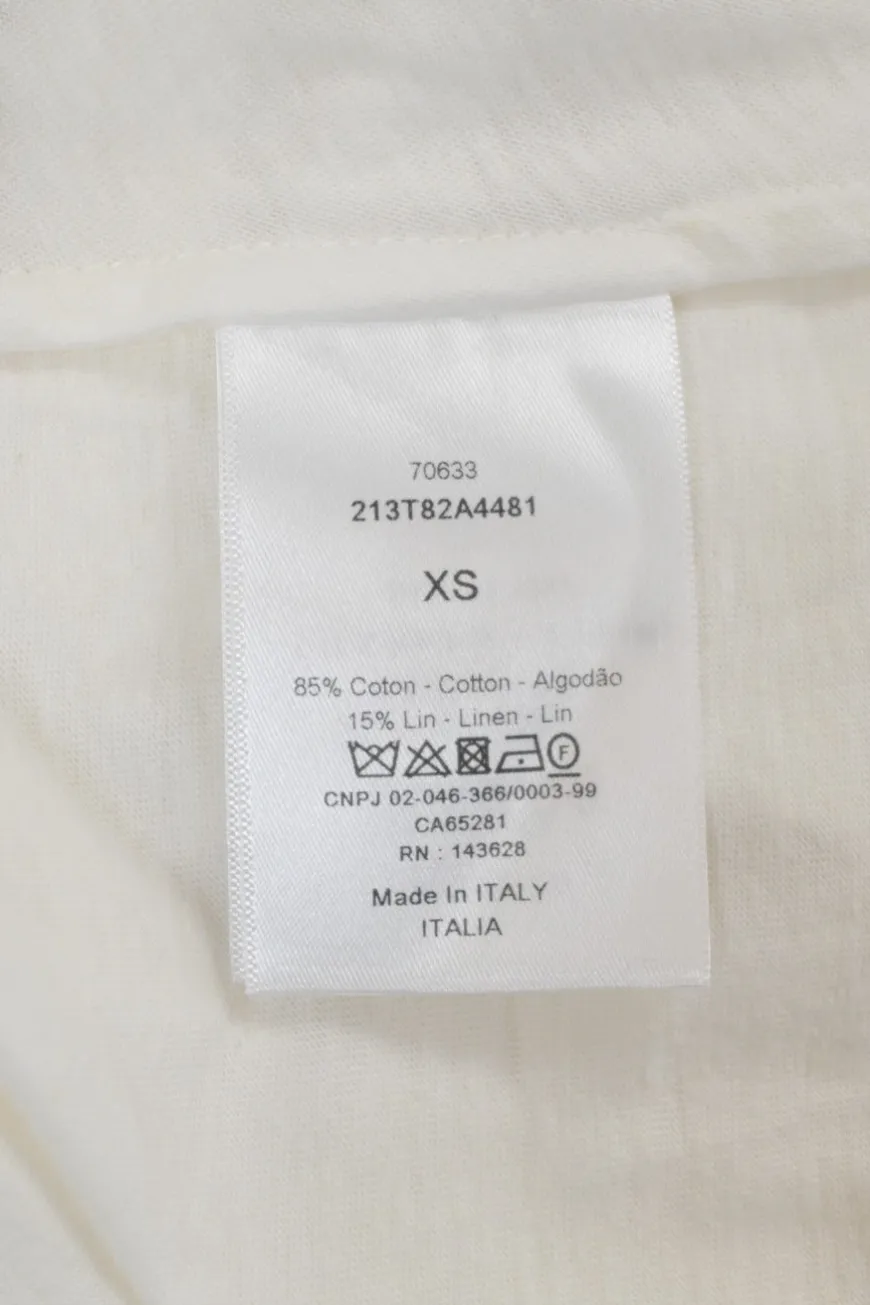 70633
213T82A4481
XS
85% Coton - Cotton - Algodão
15% Lin - Linen - Lin
F
CNPJ 02-046-366/0003-99
CA65281
RN : 143628
Made In ITALY
ITALIA